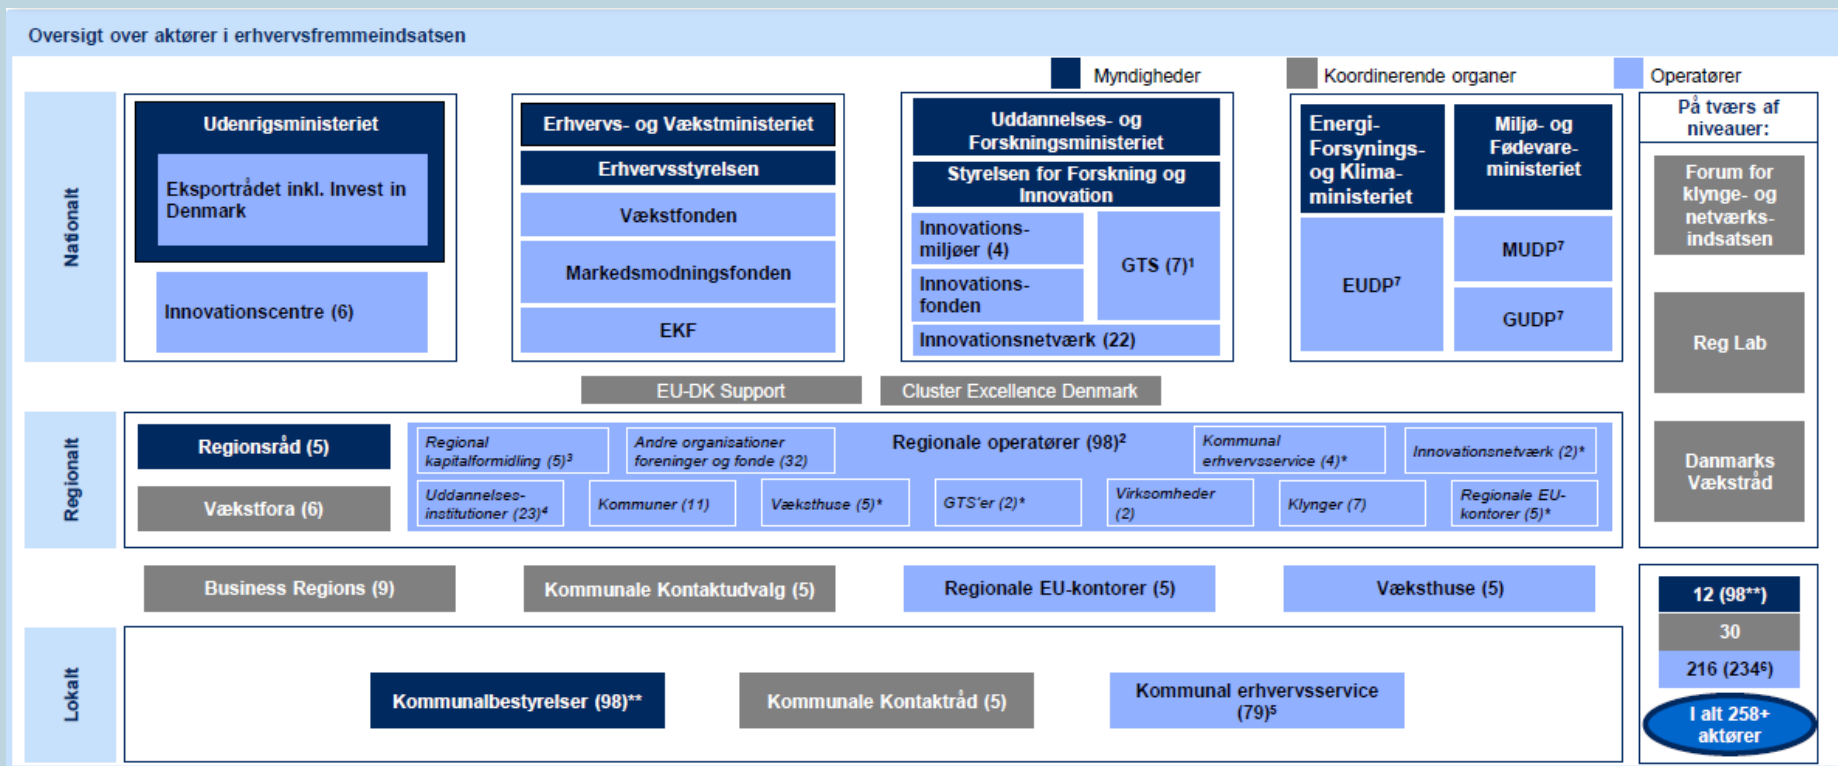 Oversigt over aktører i erhvervsfremmeindsatsen
Myndigheder
Koordinerende organer
Operatører
Nationalt
Udenrigsministeriet
Eksportrådet inkl. Invest in
Denmark
Innovationscentre (6)
Erhvervs- og Vækstministeriet
Erhvervsstyrelsen
Vækstfonden
Markedsmodningsfonden
EKF
Uddannelses- og
Forskningsministeriet
Styrelsen for Forskning og
Innovation
Innovations-
miljøer (4)
Innovations-
fonden
GTS (7)¹
Innovationsnetværk (22)
Energi-
Forsynings-
og Klima-
ministeriet
EUDP⁷
Miljø- og
Fødevare-
ministeriet
MUDP⁷
GUDP⁷
På tværs af
niveauer:
Forum for
klynge- og
netværks-
indsatsen
Reg Lab
Danmarks
Vækstråd
EU-DK Support
Cluster Excellence Denmark
Regionalt
Regionsråd (5)
Vækstfora (6)
Regionale operatører (98)²
Regional
kapitalformidling (5)³
Andre organisationer
foreninger og fonde (32)
Kommunal
erhvervsservice (4)*
Innovationsnetværk (2)*
Uddannelses-
institutioner (23)⁴
Kommuner (11)
Væksthuse (5)*
GTS'er (2)*
Virksomheder
(2)
Klynger (7)
Regionale EU-
kontorer (5)*
Business Regions (9)
Kommunale Kontaktudvalg (5)
Regionale EU-kontorer (5)
Væksthuse (5)
Lokalt
Kommunalbestyrelser (98)**
Kommunale Kontaktråd (5)
Kommunal erhvervsservice
(79)⁵
12 (98**)
30
216 (234⁶)
I alt 258+
aktører